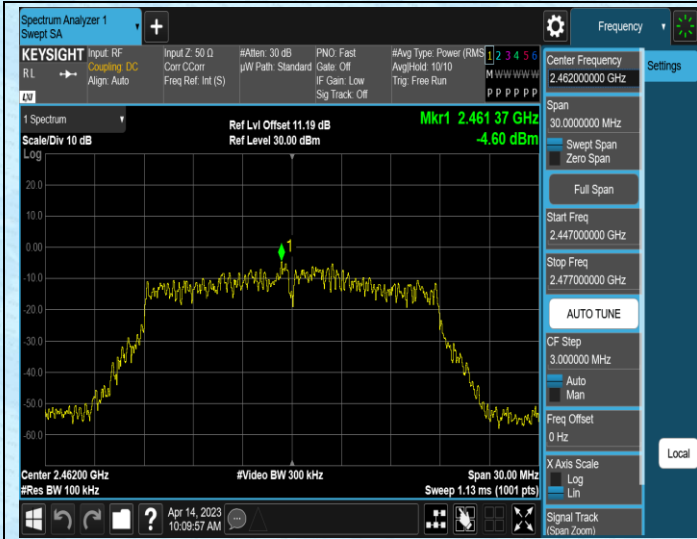 Spectrum Analyzer 1
Swept SA
Frequency
KEYSIGHT
RL
LXI
Input: RF
Coupling: DC
Align: Auto
Input Z: 50 Ω
Corr CCorr
Freq Ref: Int (S)
#Atten: 30 dB
µW Path: Standard
PNO: Fast
Gate: Off
IF Gain: Low
Sig Track: Off
#Avg Type: Power (RMS)
Avg|Hold: 10/10
Trig: Free Run
1 2 3 4 5 6
M W W W W W
P P P P P P
1 Spectrum
Scale/Div 10 dB
Log
Ref Lvl Offset 11.19 dB
Ref Level 30.00 dBm
Mkr1 2.461 37 GHz
-4.60 dBm
20.0
10.0
0.00
-10.0
-20.0
-30.0
-40.0
-50.0
-60.0
1
Center 2.46200 GHz
#Res BW 100 kHz
#Video BW 300 kHz
Span 30.00 MHz
Sweep 1.13 ms (1001 pts)
?
Apr 14, 2023
10:09:57 AM
Center Frequency
2.462000000 GHz
Span
30.0000000 MHz
Swept Span
Zero Span
Full Span
Start Freq
2.447000000 GHz
Stop Freq
2.477000000 GHz
AUTO TUNE
CF Step
3.000000 MHz
Auto
Man
Freq Offset
0 Hz
X Axis Scale
Log
Lin
Signal Track
(Span Zoom)
Settings
Local